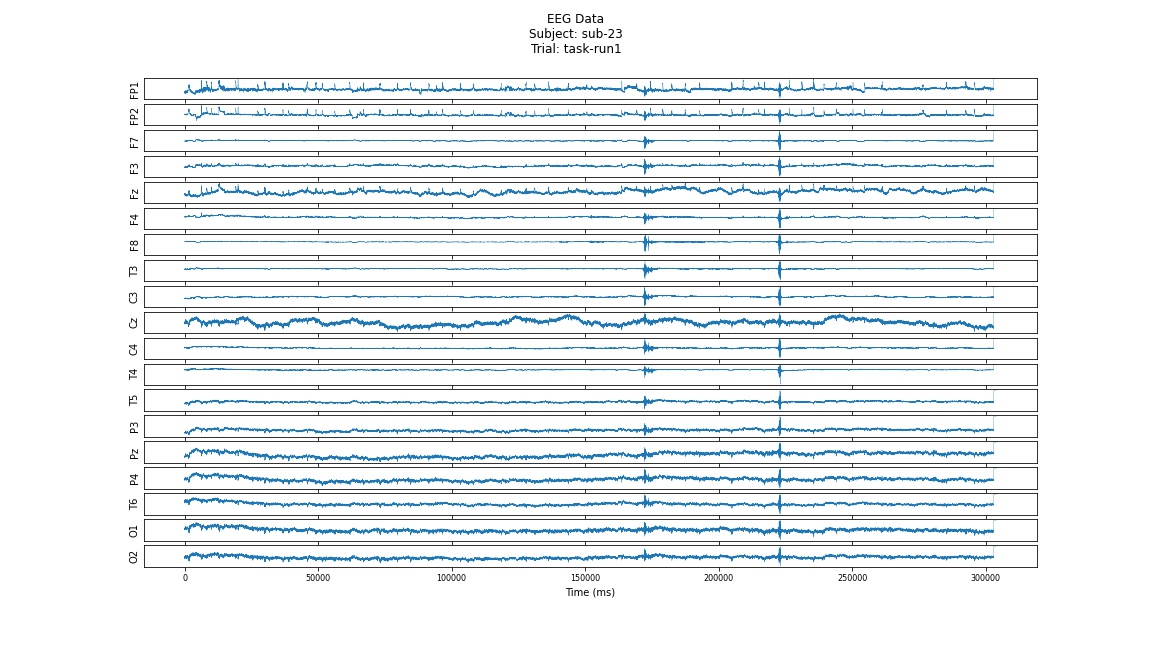 EEG Data
Subject: sub-23
Trial: task-run1
FP1
FP2
F7
F3
Fz
F4
F8
T3
C3
Cz
C4
T4
T5
P3
Pz
P4
T6
O1
O2
0 50000 100000 150000 200000 250000 300000
Time (ms)